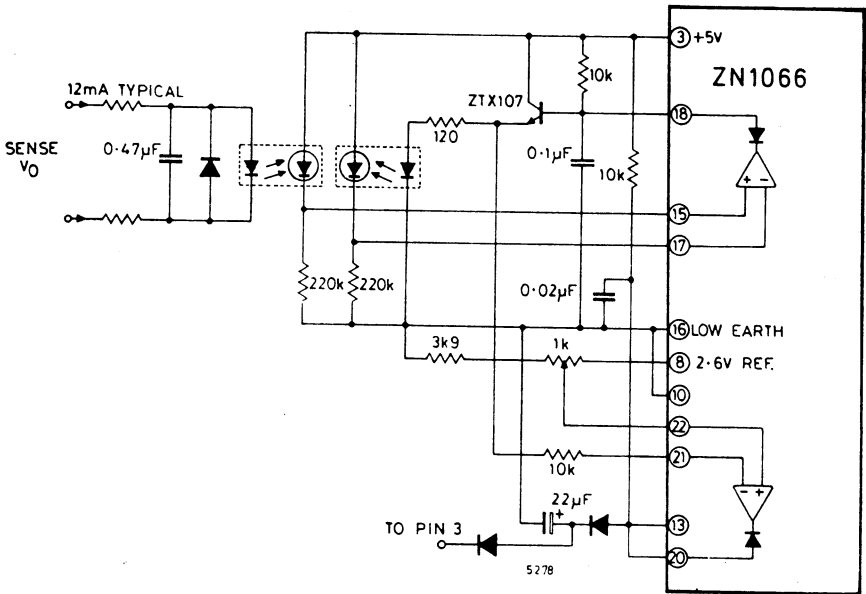 3 +5V
ZN1066
10k
12mA TYPICAL
ZTX107
18
120
SENSE
V0
0·47µF
0·1µF
10k
+ -
15
17
220k 220k
0·02µF
16 LOW EARTH
3k9
1k
8 2·6V REF.
10
22
21
10k
- +
22µF
+
13
TO PIN 3
20
5278